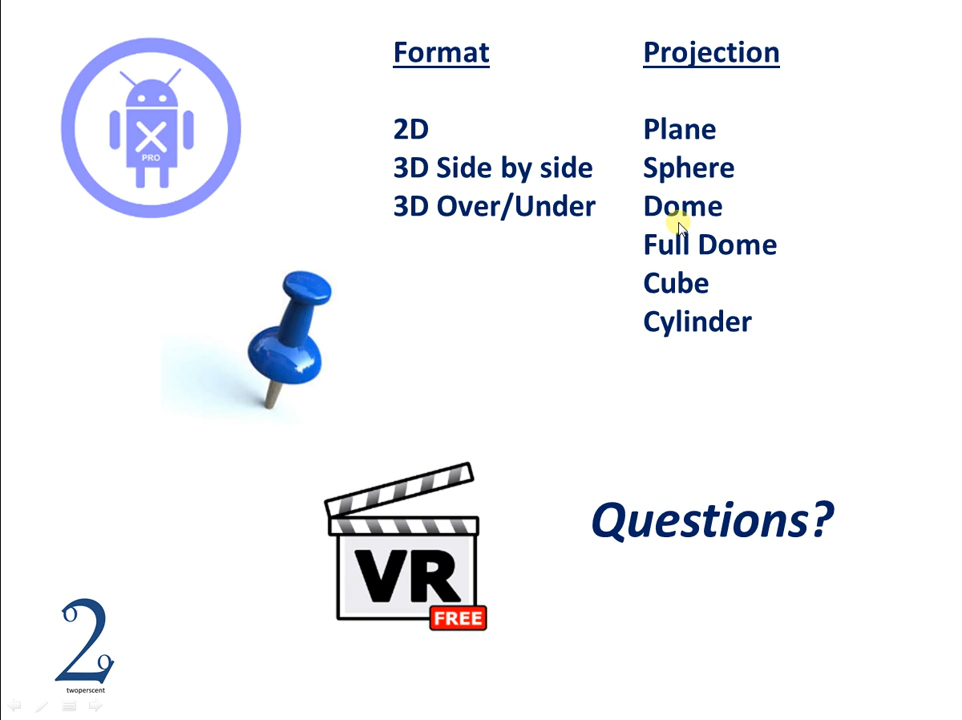 Format
2D
3D Side by side
3D Over/Under
Projection
Plane
Sphere
Dome
Full Dome
Cube
Cylinder
X
PRO
VR
FREE
Questions?
2
twoperscent